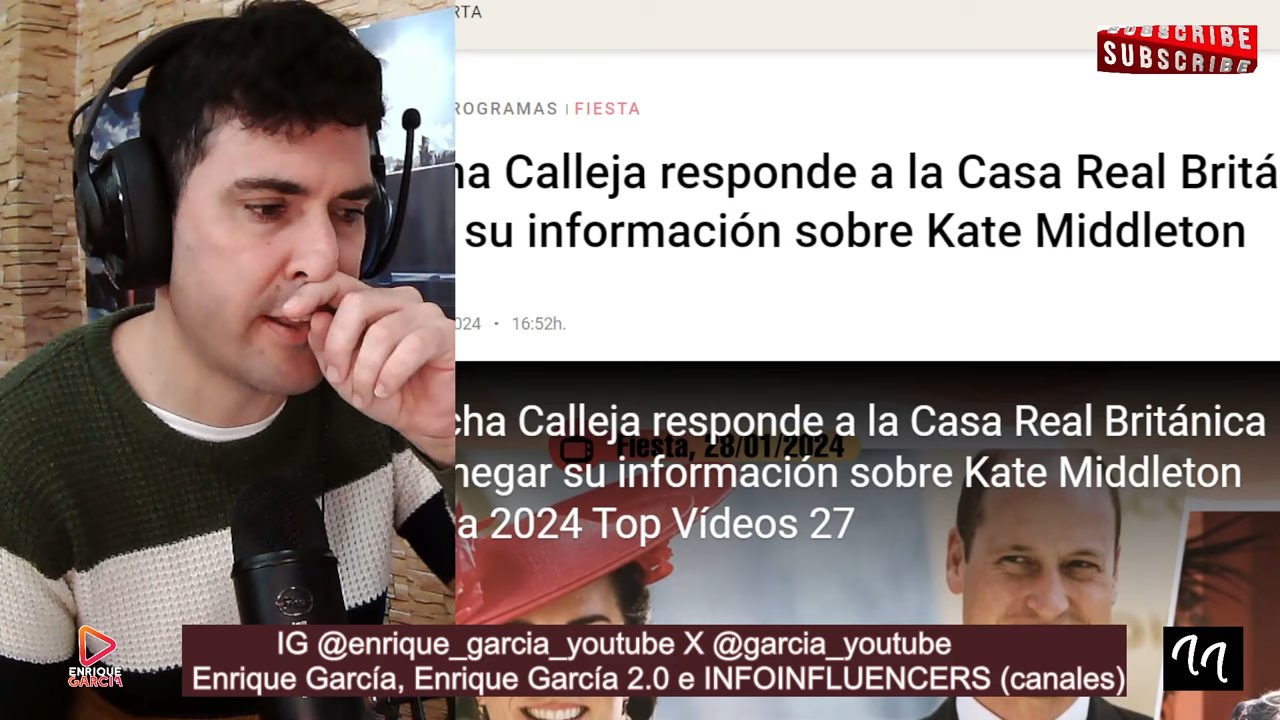 RTA
SUBSCRIBE
SUBSCRIBE
ROGRAMAS | FIESTA
ha Calleja responde a la Casa Real Britá
su información sobre Kate Middleton
024 • 16:52h.
cha Calleja responde a la Casa Real Británica
Fiesta, 28/01/2024
negar su información sobre Kate Middleton
a 2024 Top Vídeos 27
IG @enrique_garcia_youtube X @garcia_youtube
Enrique García, Enrique García 2.0 e INFOINFLUENCERS (canales)
ENRIQUE
GARCÍA